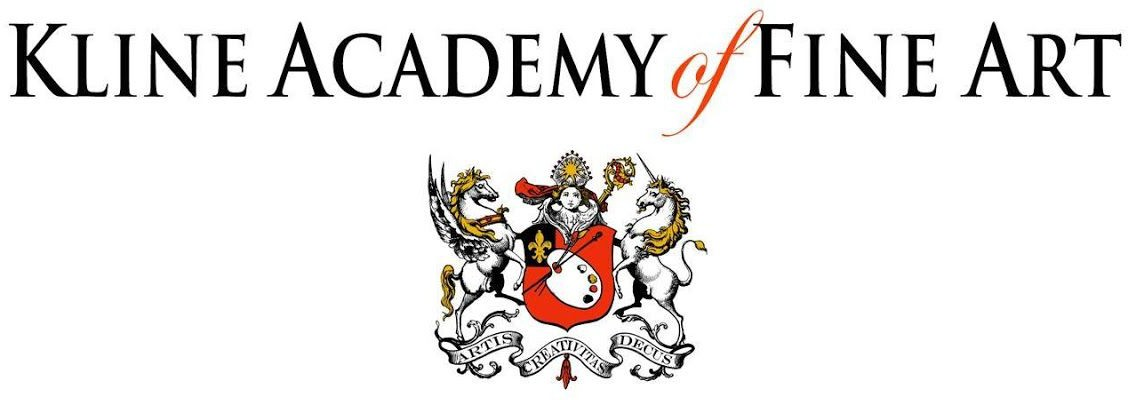 KLINE ACADEMY of FINE ART
ARTIS CREATIVITAS DECUS